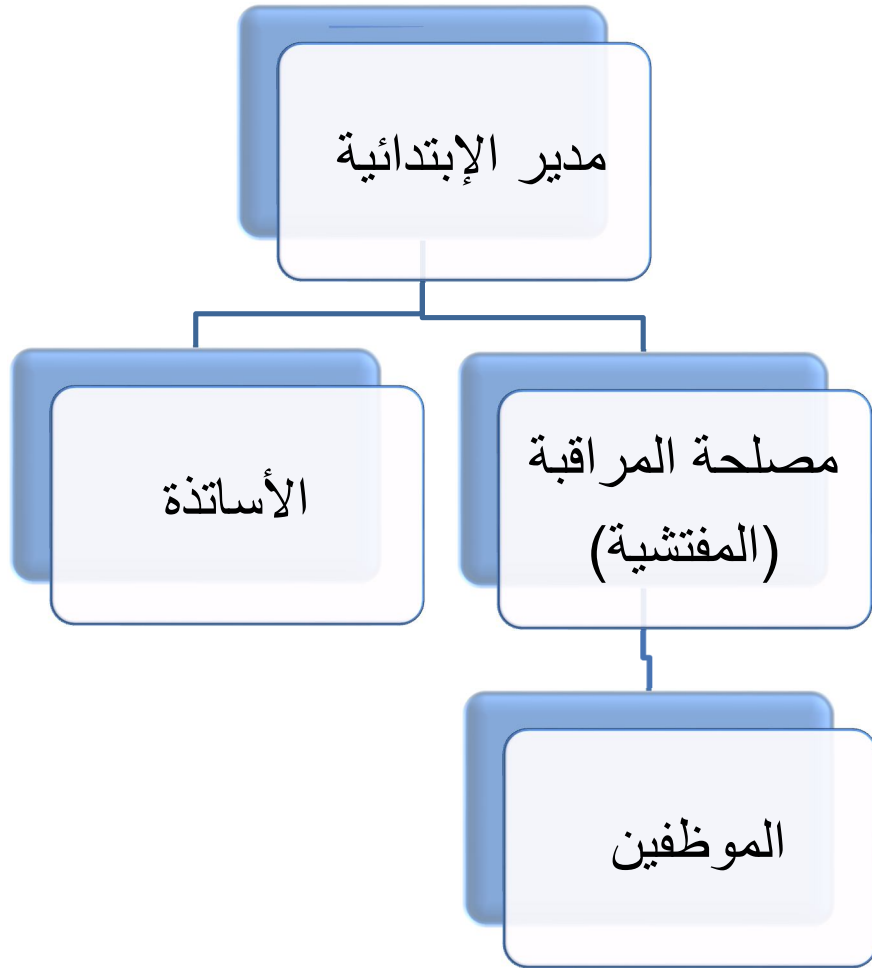 مدير الإبتدائية
مصلحة المراقبة
(المفتشية)
الأساتذة
الموظفين